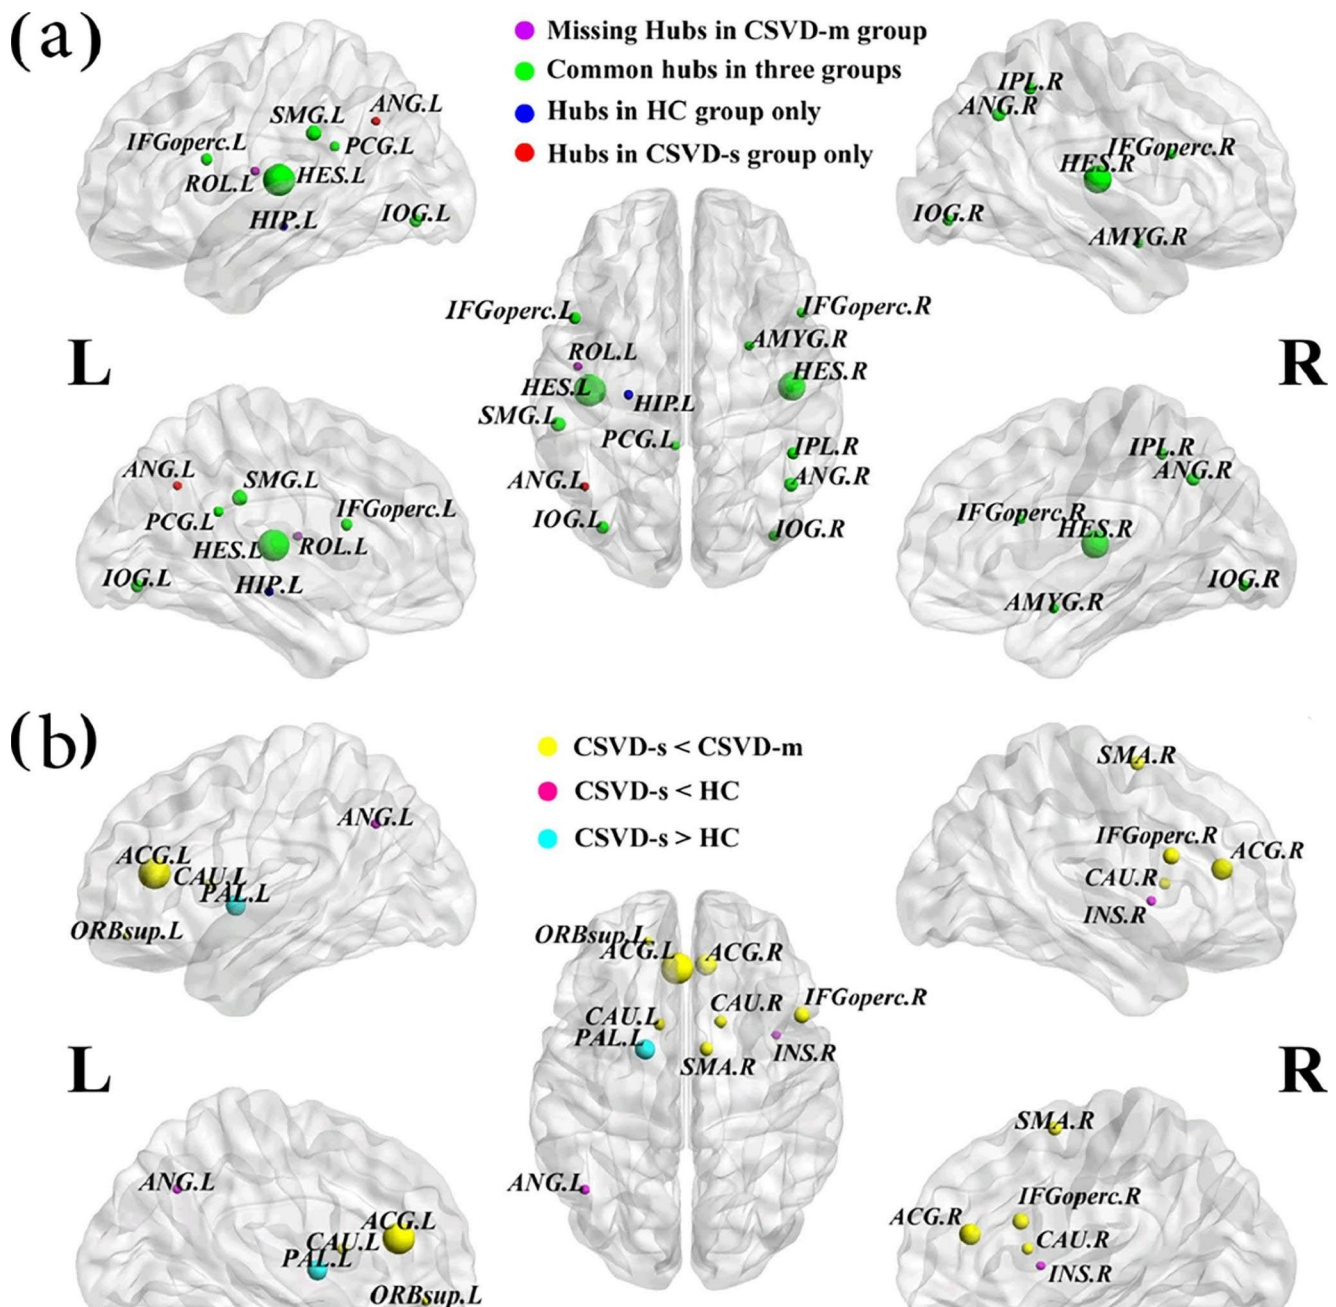 (a)
Missing Hubs in CSVD-m group
Common hubs in three groups
Hubs in HC group only
Hubs in CSVD-s group only
ANG.L
SMG.L
IFGoperc.L
PCG.L
ROL.L
HES.L
HIP.L
IOG.L
IPL.R
ANG.R
IFGoperc.R
HES.R
IOG.R
AMYG.R
L
R
IFGoperc.L
IFGoperc.R
ROL.L
AMYG.R
HES.L
HES.R
HIP.L
SMG.L
PCG.L
IPL.R
ANG.L
ANG.R
IOG.L
IOG.R
ANG.L
SMG.L
PCG.L
IFGoperc.L
HES.L
ROL.L
IOG.L
HIP.L
IPL.R
ANG.R
IFGoperc.R
HES.R
IOG.R
AMYG.R
(b)
CSVD-s < CSVD-m
CSVD-s < HC
CSVD-s > HC
ANG.L
ACG.L
CAU.L
PAL.L
ORBsup.L
SMA.R
IFGoperc.R
ACG.R
CAU.R
INS.R
L
R
ORBsup.L
ACG.L
ACG.R
CAU.L
CAU.R
IFGoperc.R
PAL.L
SMA.R
INS.R
ANG.L
ANG.L
ACG.L
CAU.L
PAL.L
ORBsup.L
SMA.R
IFGoperc.R
ACG.R
CAU.R
INS.R